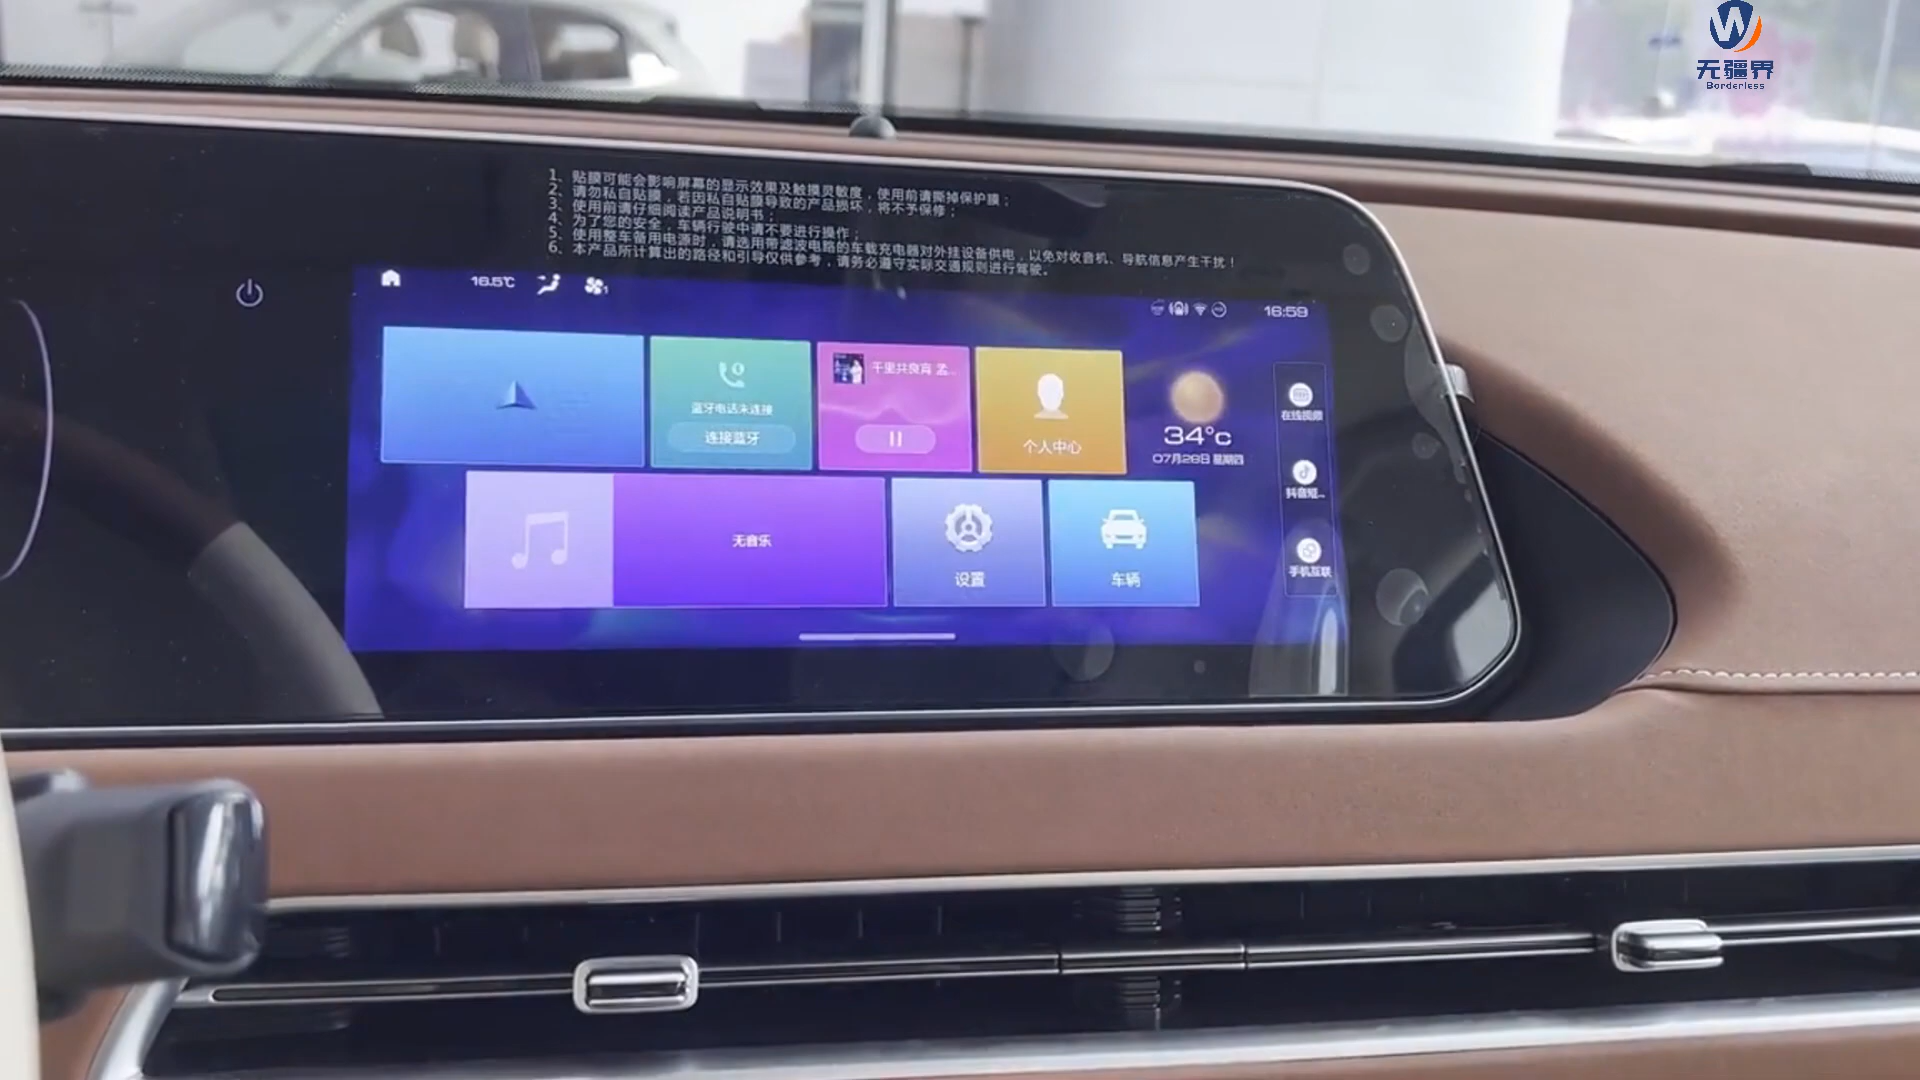 W
无疆界
Borderless
1、贴膜可能会影响屏幕的显示效果及触摸灵敏度，使用前请撕掉保护膜；
2、请勿私自贴膜，若因私自贴膜导致的产品损坏，将不予保修；
3、使用前请仔细阅读产品说明书；
4、为了您的安全，车辆行驶中请不要进行操作；
5、使用整车备用电源时，请选用带滤波电路的车载充电器对外挂设备供电，以免对收音机、导航信息产生干扰！
6、本产品所计算出的路径和引导仅供参考，请务必遵守实际交通规则进行驾驶。
16.5℃
1
16:59
蓝牙电话未连接
连接蓝牙
千里共良宵 孟...
个人中心
34°c
07月28日 星期四
在线视频
抖音短...
手机互联
无音乐
设置
车辆